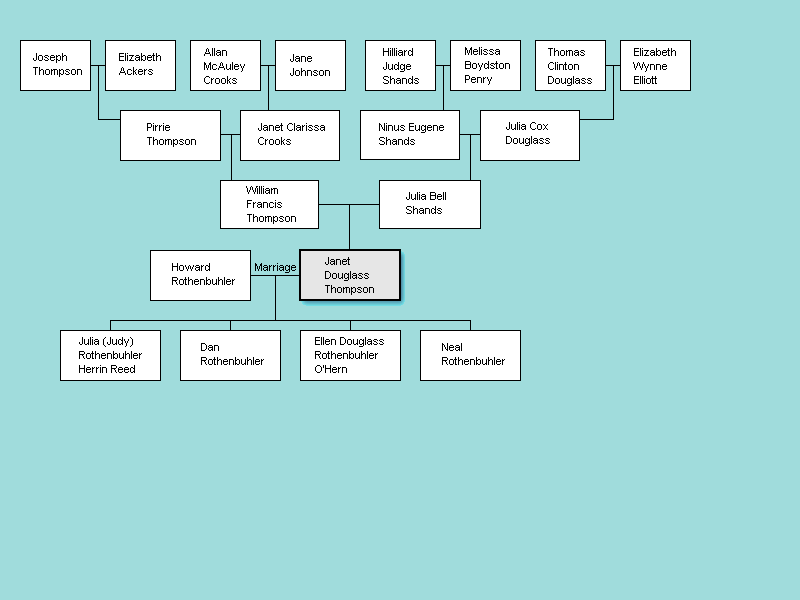 Joseph
Thompson
Elizabeth
Ackers
Allan
McAuley
Crooks
Jane
Johnson
Hilliard
Judge
Shands
Melissa
Boydston
Penry
Thomas
Clinton
Douglass
Elizabeth
Wynne
Elliott
Pirrie
Thompson
Janet Clarissa
Crooks
Ninus Eugene
Shands
Julia Cox
Douglass
William
Francis
Thompson
Julia Bell
Shands
Howard
Rothenbuhler
Marriage
Janet
Douglass
Thompson
Julia (Judy)
Rothenbuhler
Herrin Reed
Dan
Rothenbuhler
Ellen Douglass
Rothenbuhler
O'Hern
Neal
Rothenbuhler